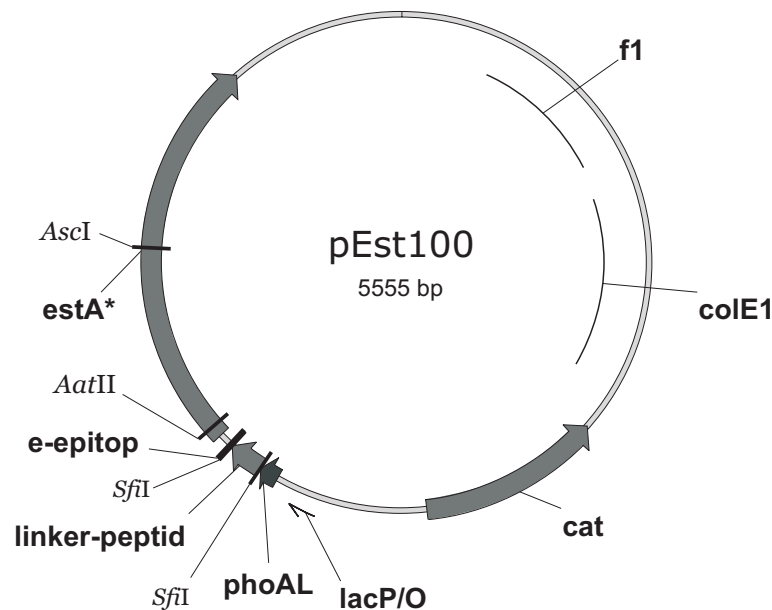 f1
AscI
pEst100
5555 bp
estA*
colE1
AatII
e-epitop
SfiI
linker-peptid
cat
SfiI
phoAL
lacP/O